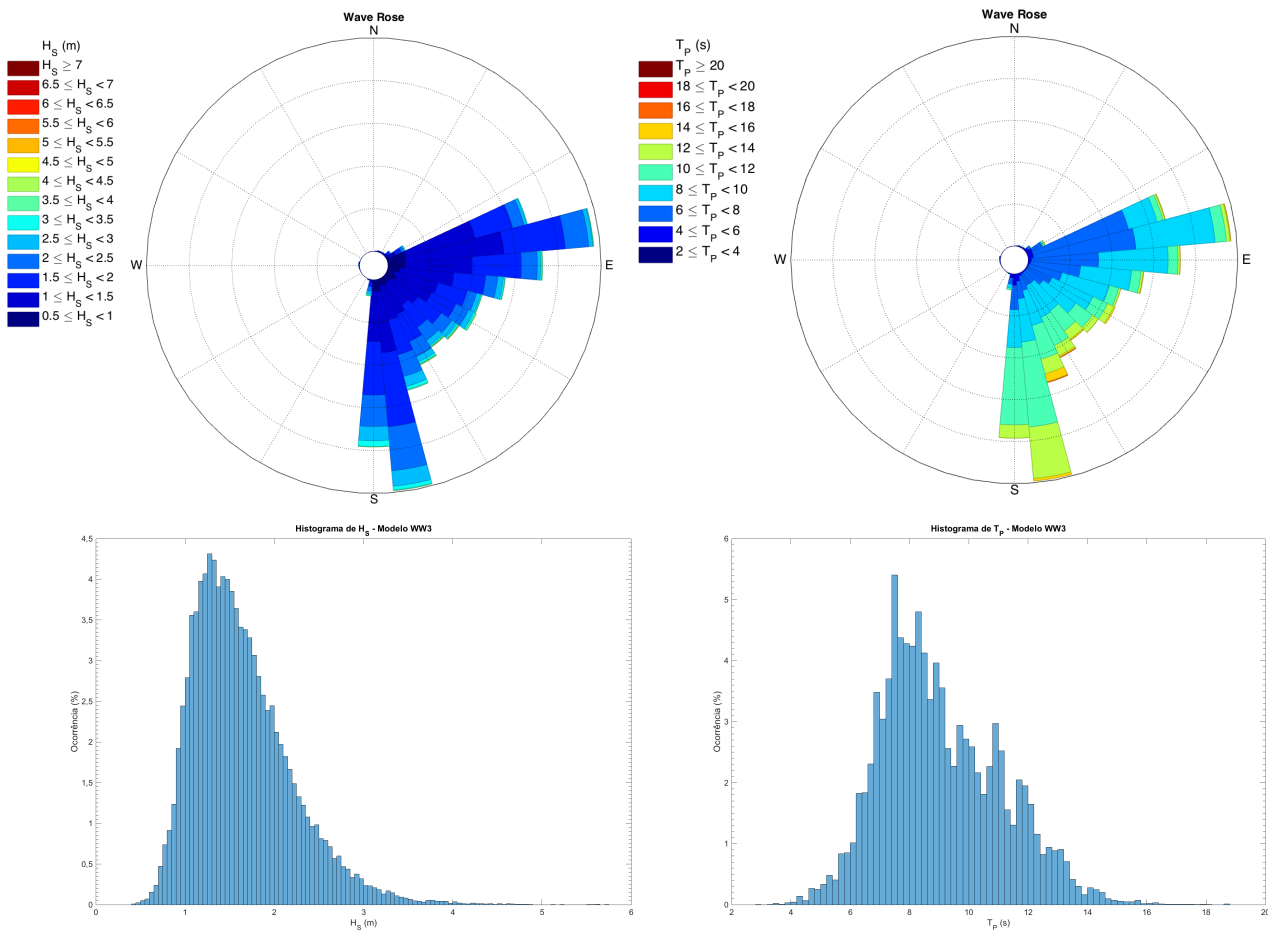 Wave Rose
N
H_S (m)
H_S ≥ 7
6.5 ≤ H_S < 7
6 ≤ H_S < 6.5
5.5 ≤ H_S < 6
5 ≤ H_S < 5.5
4.5 ≤ H_S < 5
4 ≤ H_S < 4.5
3.5 ≤ H_S < 4
3 ≤ H_S < 3.5
2.5 ≤ H_S < 3
2 ≤ H_S < 2.5
1.5 ≤ H_S < 2
1 ≤ H_S < 1.5
0.5 ≤ H_S < 1
W
E
S
Wave Rose
N
T_P (s)
T_P ≥ 20
18 ≤ T_P < 20
16 ≤ T_P < 18
14 ≤ T_P < 16
12 ≤ T_P < 14
10 ≤ T_P < 12
8 ≤ T_P < 10
6 ≤ T_P < 8
4 ≤ T_P < 6
2 ≤ T_P < 4
W
E
S
Histograma de H_S - Modelo WW3
Ocorrência (%)
4,5
4
3,5
3
2,5
2
1,5
1
0,5
0
0 1 2 3 4 5 6
H_S (m)
Histograma de T_P - Modelo WW3
Ocorrência (%)
6
5
4
3
2
1
0
2 4 6 8 10 12 14 16 18 20
T_P (s)